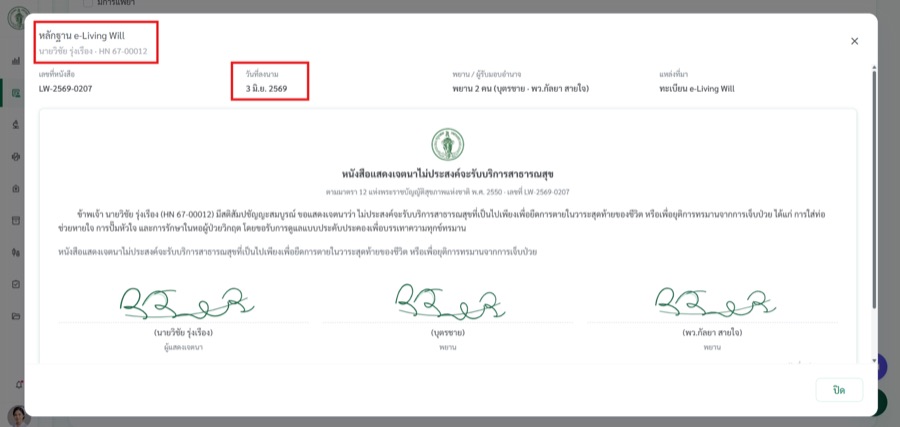 มีการแพ้ยา
หลักฐาน e-Living Will
นายวิชัย รุ่งเรือง · HN 67-00012
เลขที่หนังสือ
LW-2569-0207
วันที่ลงนาม
3 มิ.ย. 2569
พยาน / ผู้รับมอบอำนาจ
พยาน 2 คน (บุตรชาย · พว.กัลยา สายใจ)
แหล่งที่มา
ทะเบียน e-Living Will
หนังสือแสดงเจตนาไม่ประสงค์จะรับบริการสาธารณสุข
ตามมาตรา 12 แห่งพระราชบัญญัติสุขภาพแห่งชาติ พ.ศ. 2550 · เลขที่ LW-2569-0207
ข้าพเจ้า นายวิชัย รุ่งเรือง (HN 67-00012) มีสติสัมปชัญญะสมบูรณ์ ขอแสดงเจตนาว่า ไม่ประสงค์จะรับบริการสาธารณสุขที่เป็นไปเพียงเพื่อยืดการตายในวาระสุดท้ายของชีวิต หรือเพื่อยุติการทรมานจากการเจ็บป่วย ได้แก่ การใส่ท่อ
ช่วยหายใจ การปั๊มหัวใจ และการรักษาในหอผู้ป่วยวิกฤต โดยขอรับการดูแลแบบประคับประคองเพื่อบรรเทาความทุกข์ทรมาน
หนังสือแสดงเจตนาไม่ประสงค์จะรับบริการสาธารณสุขที่เป็นไปเพียงเพื่อยืดการตายในวาระสุดท้ายของชีวิต หรือเพื่อยุติการทรมานจากการเจ็บป่วย
(นายวิชัย รุ่งเรือง)
ผู้แสดงเจตนา
(บุตรชาย)
พยาน
(พว.กัลยา สายใจ)
พยาน
ปิด